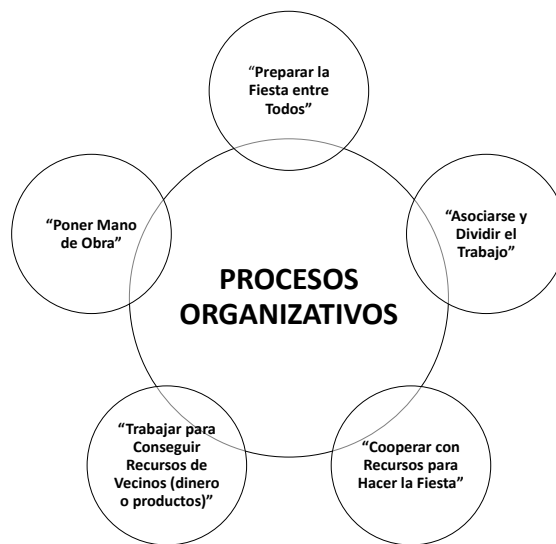 “Preparar la
Fiesta entre
Todos”
“Poner Mano
de Obra”
“Asociarse y
Dividir el
Trabajo”
PROCESOS
ORGANIZATIVOS
“Trabajar para
Conseguir
Recursos de
Vecinos (dinero
o productos)”
“Cooperar con
Recursos para
Hacer la Fiesta”